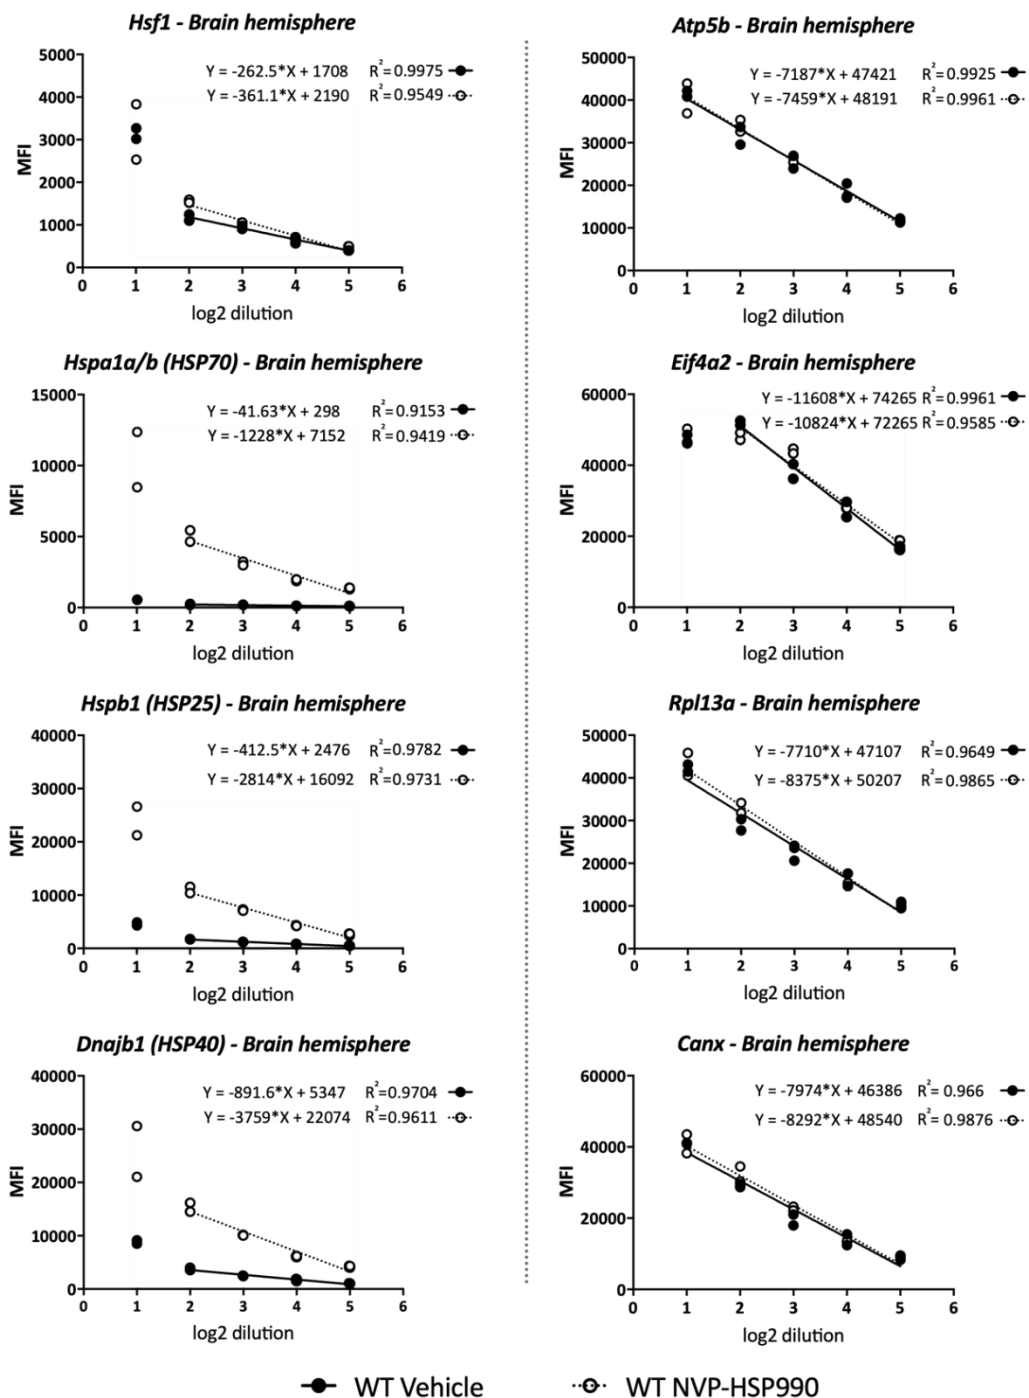 Hsf1 - Brain hemisphere
Y = -262.5*X + 1708 R²=0.9975
Y = -361.1*X + 2190 R²=0.9549
5000
4000
3000
2000
1000
0
MFI
0 1 2 3 4 5 6
log2 dilution
Hspa1a/b (HSP70) - Brain hemisphere
Y = -41.63*X + 298 R²=0.9153
Y = -1228*X + 7152 R²=0.9419
15000
10000
5000
0
MFI
0 1 2 3 4 5 6
log2 dilution
Hspb1 (HSP25) - Brain hemisphere
Y = -412.5*X + 2476 R²=0.9782
Y = -2814*X + 16092 R²=0.9731
40000
30000
20000
10000
0
MFI
0 1 2 3 4 5 6
log2 dilution
Dnajb1 (HSP40) - Brain hemisphere
Y = -891.6*X + 5347 R²=0.9704
Y = -3759*X + 22074 R²=0.9611
40000
30000
20000
10000
0
MFI
0 1 2 3 4 5 6
log2 dilution
Atp5b - Brain hemisphere
Y = -7187*X + 47421 R²=0.9925
Y = -7459*X + 48191 R²=0.9961
50000
40000
30000
20000
10000
0
MFI
0 1 2 3 4 5 6
log2 dilution
Eif4a2 - Brain hemisphere
Y = -11608*X + 74265 R²=0.9961
Y = -10824*X + 72265 R²=0.9585
60000
40000
20000
0
MFI
0 1 2 3 4 5 6
log2 dilution
Rpl13a - Brain hemisphere
Y = -7710*X + 47107 R²=0.9649
Y = -8375*X + 50207 R²=0.9865
50000
40000
30000
20000
10000
0
MFI
0 1 2 3 4 5 6
log2 dilution
Canx - Brain hemisphere
Y = -7974*X + 46386 R²=0.966
Y = -8292*X + 48540 R²=0.9876
60000
40000
20000
0
MFI
0 1 2 3 4 5 6
log2 dilution
WT Vehicle WT NVP-HSP990